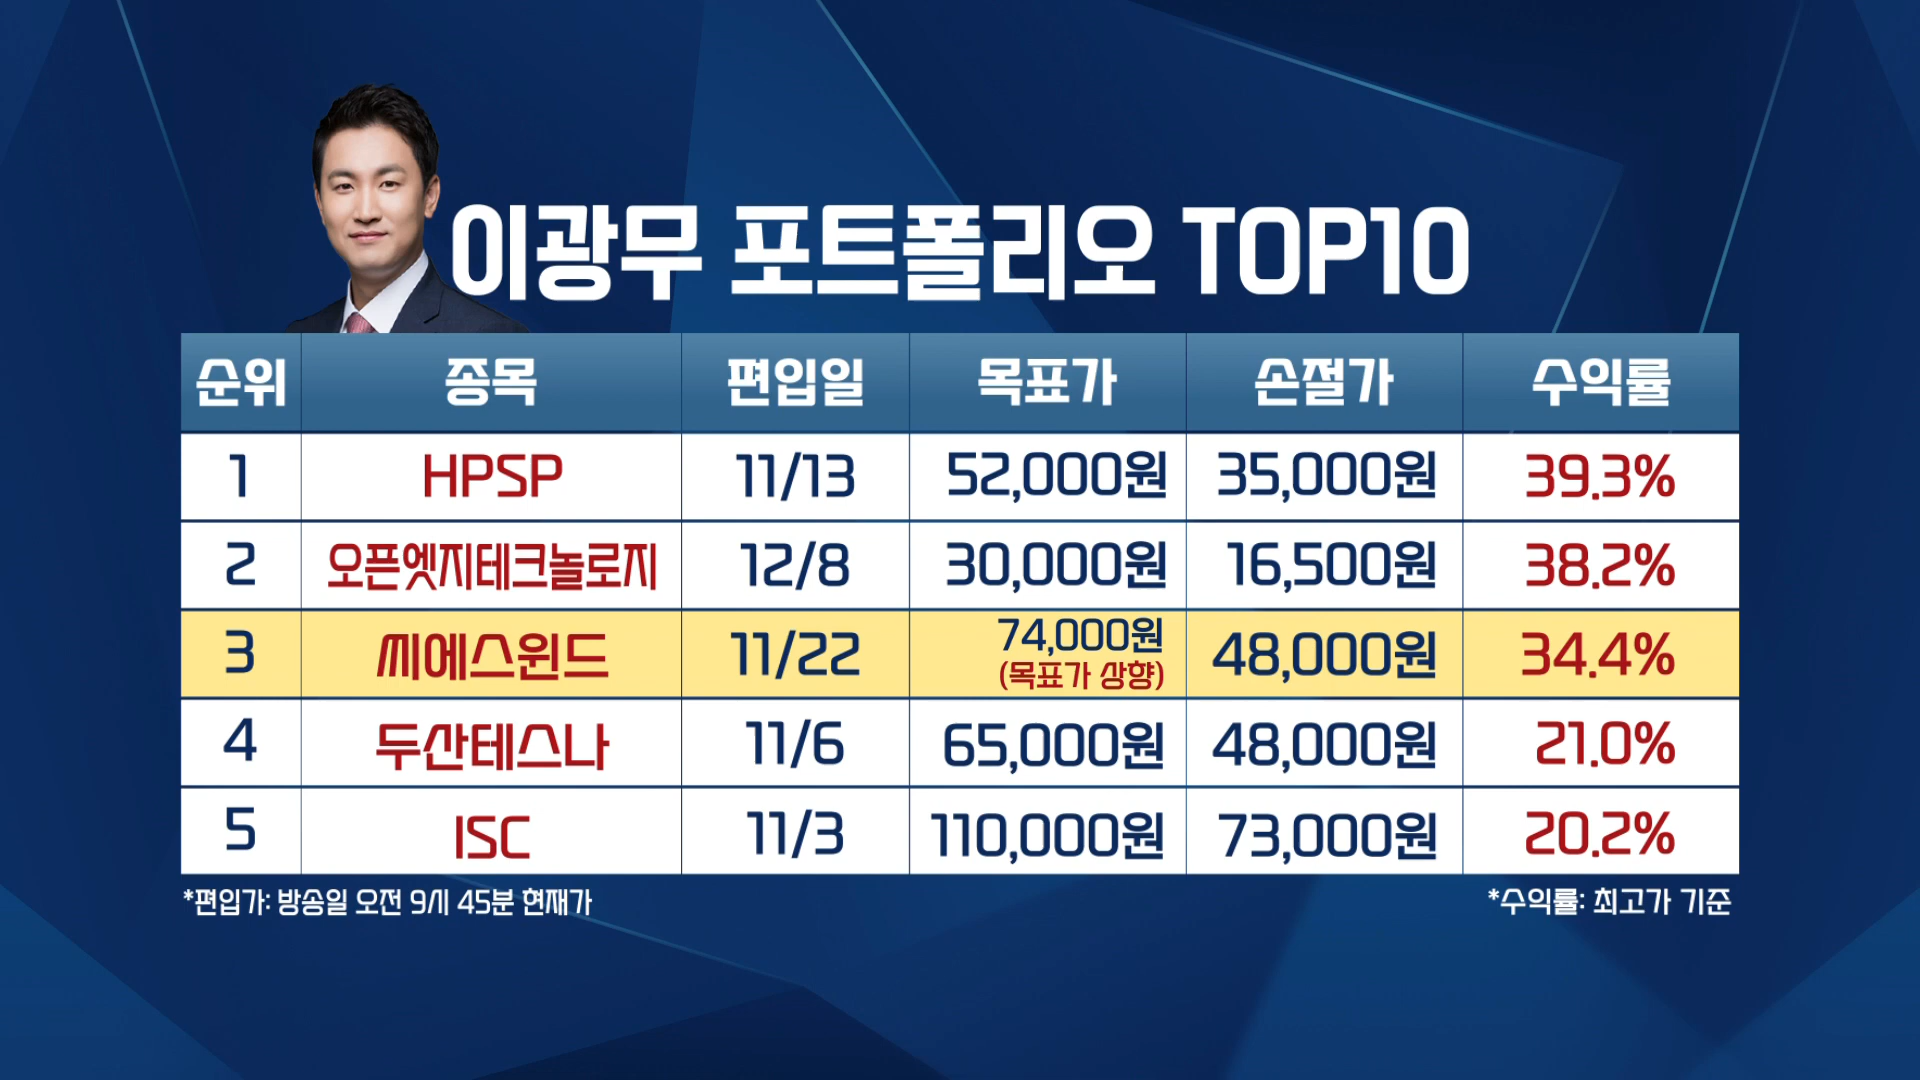 이광무 포트폴리오 TOP10
순위 종목 편입일 목표가 손절가 수익률
1 HPSP 11/13 52,000원 35,000원 39.3%
2 오픈엣지테크놀로지 12/8 30,000원 16,500원 38.2%
3 씨에스윈드 11/22 74,000원 (목표가 상향) 48,000원 34.4%
4 두산테스나 11/6 65,000원 48,000원 21.0%
5 ISC 11/3 110,000원 73,000원 20.2%
*편입가: 방송일 오전 9시 45분 현재가 *수익률: 최고가 기준